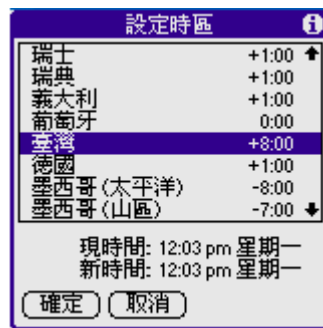 設定時區
瑞士 +1:00
瑞典 +1:00
義大利 +1:00
葡萄牙 0:00
臺灣 +8:00
德國 +1:00
墨西哥 (太平洋) -8:00
墨西哥 (山區) -7:00
現時間: 12:03 pm 星期一
新時間: 12:03 pm 星期一
確定 取消